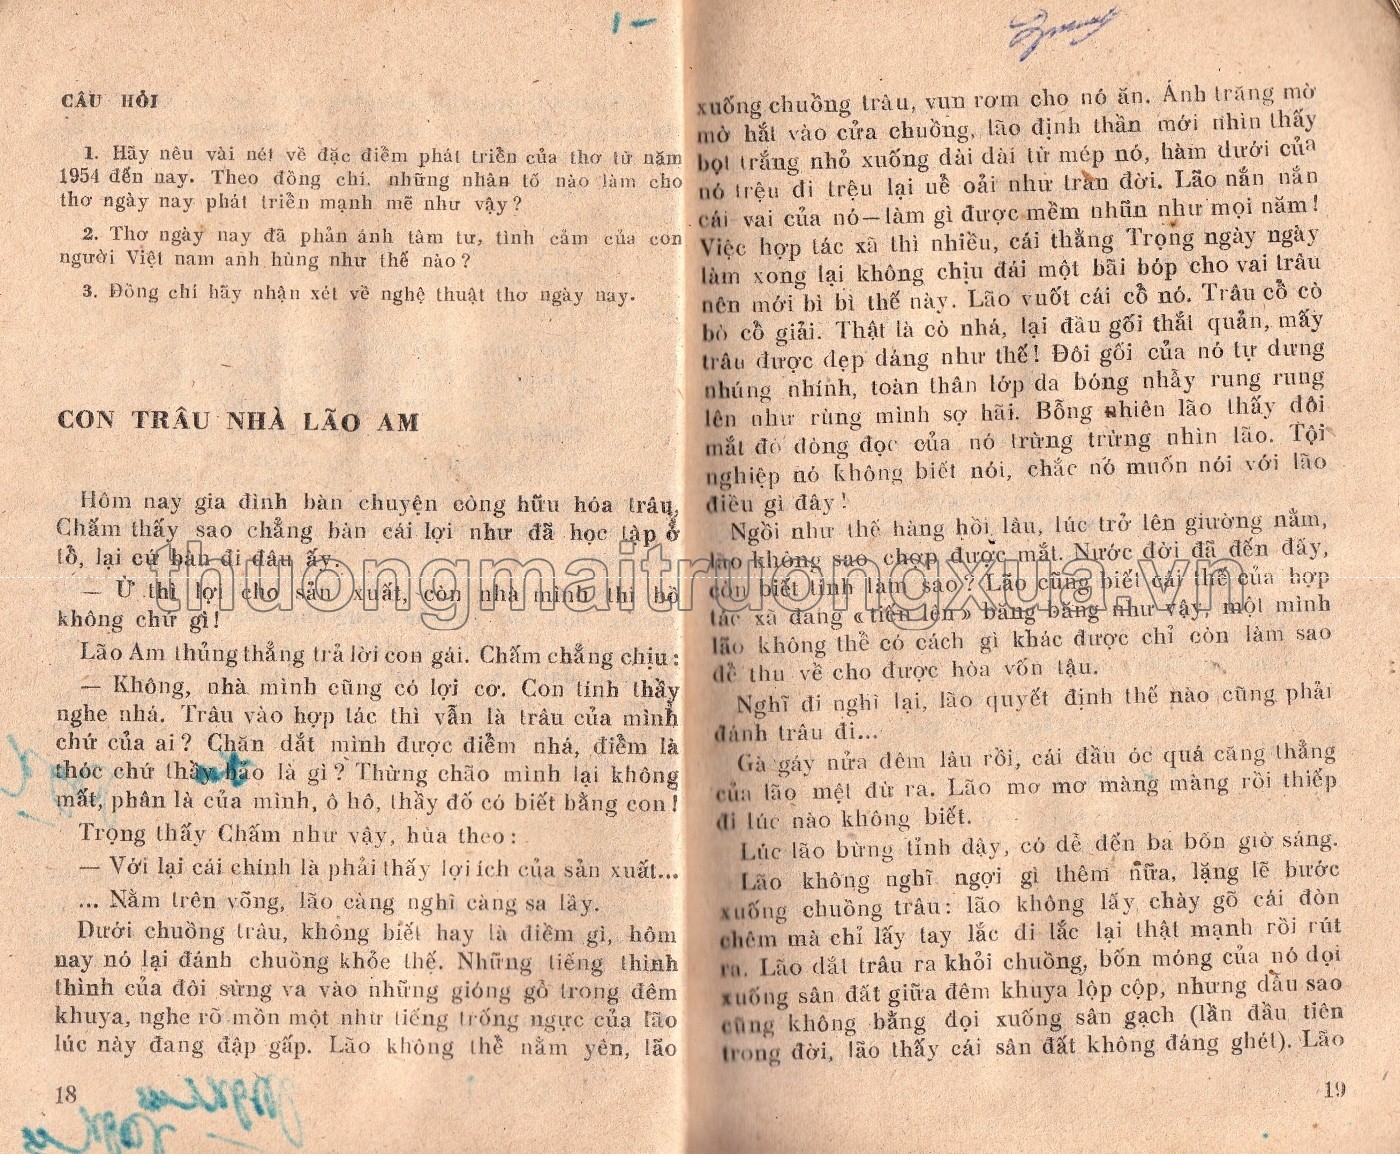 CÂU HỎI
1. Hãy nêu vài nét về đặc điểm phát triển của thơ từ năm
1954 đến nay. Theo đồng chí, những nhân tố nào làm cho
thơ ngày nay phát triển mạnh mẽ như vậy?
2. Thơ ngày nay đã phản ánh tâm tư, tình cảm của con
người Việt nam anh hùng như thế nào?
3. Đồng chí hãy nhận xét về nghệ thuật thơ ngày nay.
CON TRÂU NHÀ LÃO AM
Hôm nay gia đình bàn chuyện công hữu hóa trâu,
Chấm thấy sao chẳng bàn cái lợi như đã học tập ở
tổ, lại cứ bàn đi đâu ấy.
— Ừ thì lợi cho sản xuất, còn nhà mình thì bộ
không chứ gì!
Lão Am thủng thẳng trả lời con gái. Chấm chẳng chịu:
— Không, nhà mình cũng có lợi cơ. Con tính thầy
nghe nhá. Trâu vào hợp tác thì vẫn là trâu của mình
chứ của ai? Chăn dắt mình được điểm nhá, điểm là
thóc chứ thầy bảo là gì? Thừng chão mình lại không
mất, phân là của mình, ô hô, thầy đố có biết bằng con!
Trọng thấy Chấm như vậy, hùa theo:
— Với lại cái chính là phải thấy lợi ích của sản xuất...
... Nằm trên võng, lão càng nghĩ càng sa lầy.
Dưới chuồng trâu, không biết hay là điềm gì, hôm
nay nó lại đánh chuồng khỏe thế. Những tiếng thình
thình của đôi sừng va vào những gióng gỗ trong đêm
khuya, nghe rõ mồn một như tiếng trống ngực của lão
lúc này đang đập gấp. Lão không thể nằm yên, lão
18
xuống chuồng trâu, vun rơm cho nó ăn. Ánh trăng mờ
mờ hắt vào cửa chuồng, lão định thần mới nhìn thấy
bọt trắng nhỏ xuống dài dài từ mép nó, hàm dưới của
nó trệu đi trệu lại uể oải như trần đời. Lão nắn nắn
cái vai của nó—làm gì được mềm nhũn như mọi năm!
Việc hợp tác xã thì nhiều, cái thằng Trọng ngày ngày
làm xong lại không chịu đái một bãi bóp cho vai trâu
nên mới bì bì thế này. Lão vuốt cái cổ nó. Trâu cổ cò
bò cổ giải. Thật là cò nhá, lại đầu gối thắt quản, mấy
trâu được đẹp dáng như thế! Đôi gối của nó tự dưng
nhúng nhính, toàn thân lớp da bóng nhẫy rung rung
lên như rùng mình sợ hãi. Bỗng nhiên lão thấy đôi
mắt đỏ đòng đọc của nó trừng trừng nhìn lão. Tội
nghiệp nó không biết nói, chắc nó muốn nói với lão
điều gì đây!
Ngồi như thế hàng hồi lâu, lúc trở lên giường nằm,
lão không sao chợp được mắt. Nước đời đã đến đấy,
còn biết tính làm sao? Lão cũng biết cái thế của hợp
tác xã đang «tiến lên» băng băng như vậy, một mình
lão không thể có cách gì khác được chỉ còn làm sao
để thu về cho được hòa vốn tậu.
Nghĩ đi nghĩ lại, lão quyết định thế nào cũng phải
đánh trâu đi...
Gà gáy nửa đêm lâu rồi, cái đầu óc quá căng thẳng
của lão mệt đừ ra. Lão mơ mơ màng màng rồi thiếp
đi lúc nào không biết.
Lúc lão bừng tỉnh dậy, có dễ đến ba bốn giờ sáng.
Lão không nghĩ ngợi gì thêm nữa, lặng lẽ bước
xuống chuồng trâu: lão không lấy chày gõ cái đòn
chêm mà chỉ lấy tay lắc đi lắc lại thật mạnh rồi rút
ra. Lão dắt trâu ra khỏi chuồng, bốn móng của nó dọi
xuống sân đất giữa đêm khuya lộp cộp, nhưng dầu sao
cũng không bằng dọi xuống sân gạch (lần đầu tiên
trong đời, lão thấy cái sân đất không đáng ghét). Lão
19
thuongmaitruongxua.vn